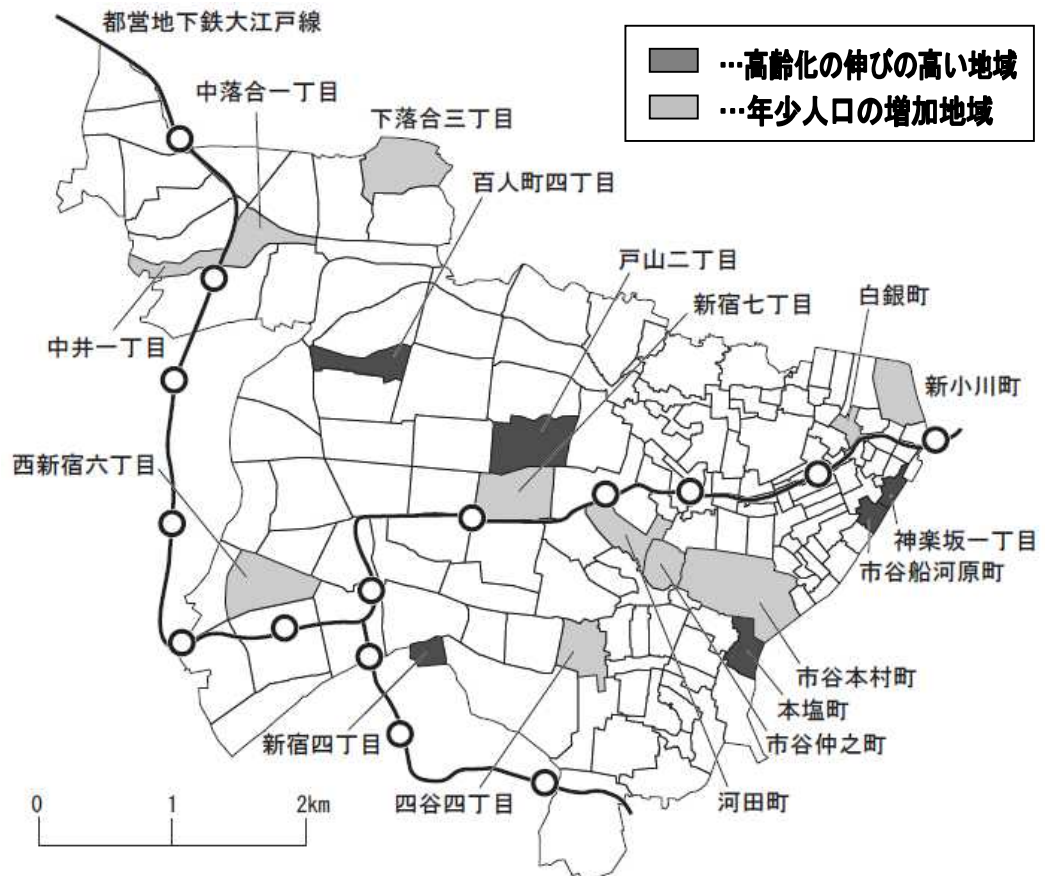 都営地下鉄大江戸線
…高齢化の伸びの高い地域
…年少人口の増加地域
中落合一丁目
下落合三丁目
百人町四丁目
戸山二丁目
新宿七丁目
白銀町
中井一丁目
新小川町
西新宿六丁目
神楽坂一丁目
市谷船河原町
市谷本村町
本塩町
市谷仲之町
新宿四丁目
四谷四丁目
河田町
0 1 2km